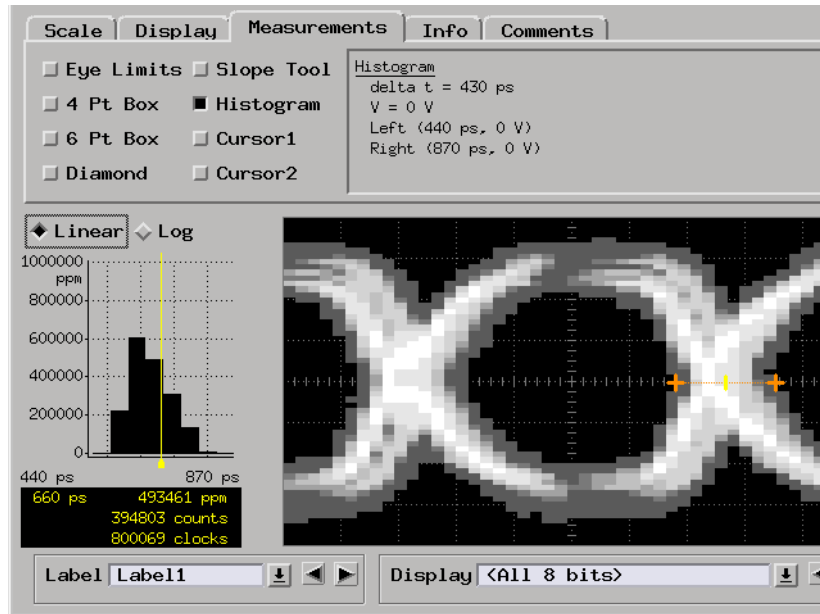 Scale Display Measurements Info Comments
Eye Limits Slope Tool
4 Pt Box Histogram
6 Pt Box Cursor1
Diamond Cursor2
Histogram
delta t = 430 ps
V = 0 V
Left (440 ps, 0 V)
Right (870 ps, 0 V)
Linear Log
1000000
ppm
800000
600000
400000
200000
0
440 ps 870 ps
660 ps 493461 ppm
394803 counts
800069 clocks
Label Label1 Display <All 8 bits>